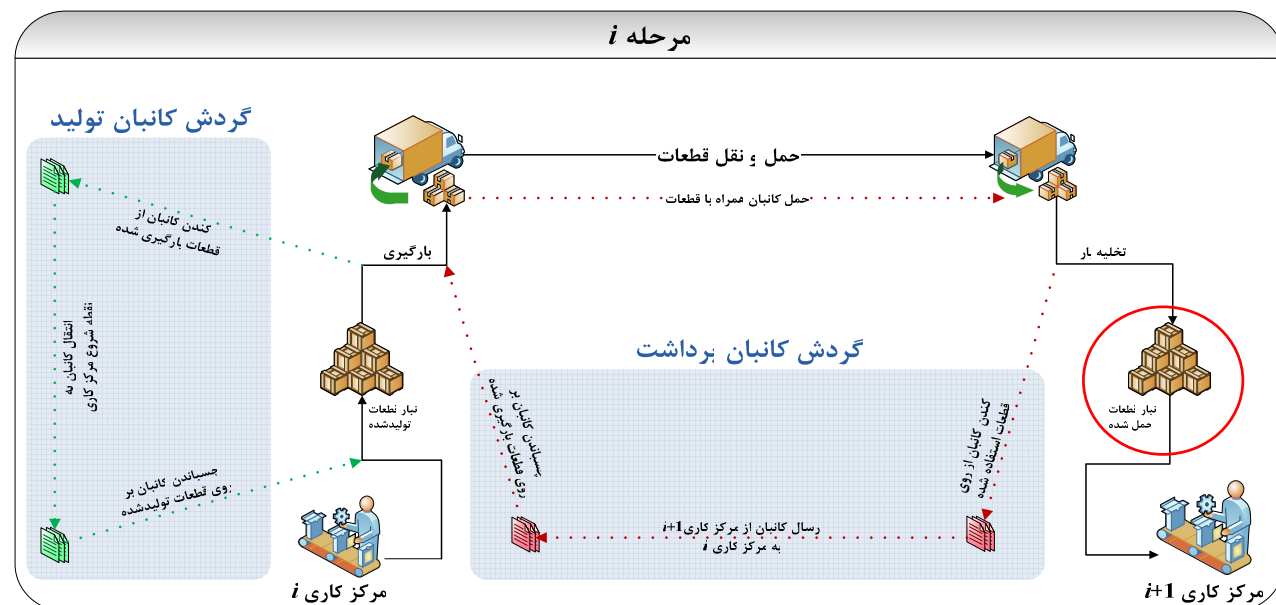 مرحله i
گردش کانبان تولید
حمل و نقل قطعات
حمل کانبان همراه با قطعات
کندن کانبان از
قطعات بارگیری شده
بارگیری
تخلیه بار
انتقال کانبان به
نقطه شروع مرکز کاری
گردش کانبان برداشت
نبار قطعات
تولیدشده
چسباندن کانبان بر
روی قطعات بارگیری شده
کندن کانبان از روی
قطعات استفاده شده
نبار قطعات
حمل شده
چسباندن کانبان بر
روی قطعات تولیدشده
رسال کانبان از مرکز کاری i+1
به مرکز کاری i
مرکز کاری i
مرکز کاری i+1